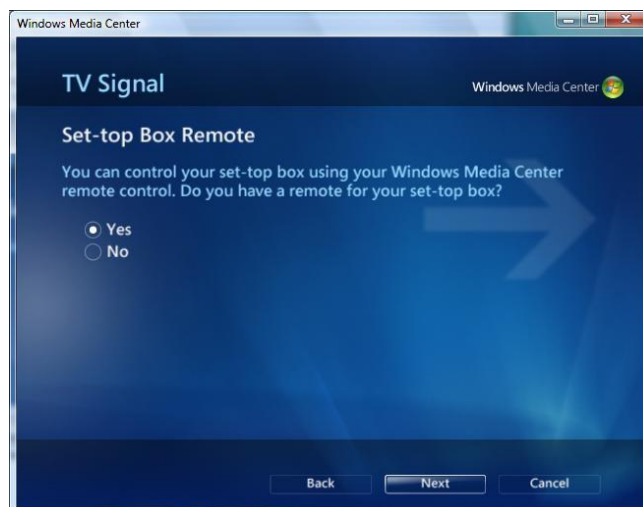 Windows Media Center
TV Signal
Windows Media Center
Set-top Box Remote
You can control your set-top box using your Windows Media Center
remote control. Do you have a remote for your set-top box?
Yes
No
Back Next Cancel